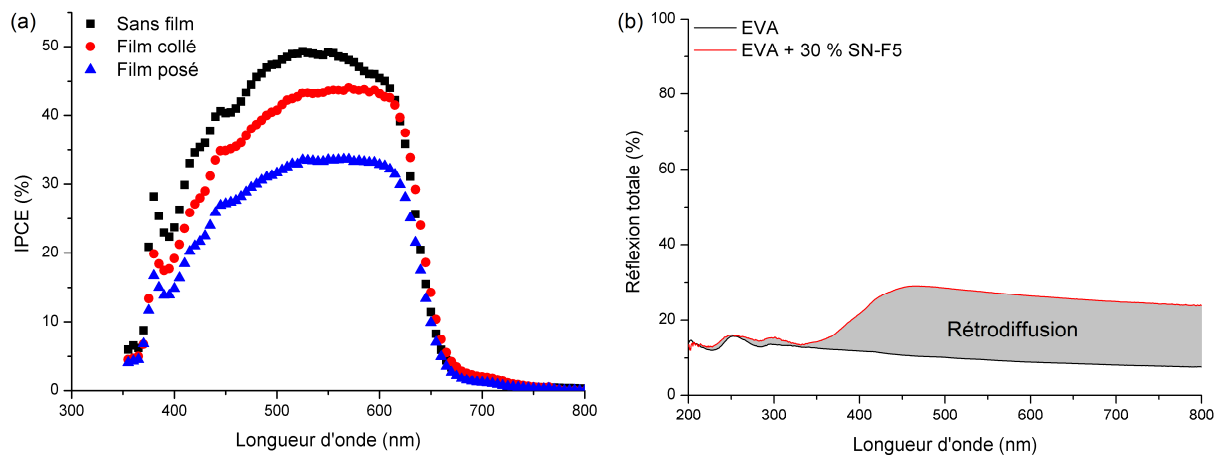 (a)
Sans film
Film collé
Film posé
50
40
30
20
10
0
IPCE (%)
300
400
500
600
700
800
Longueur d'onde (nm)
(b)
EVA
EVA + 30 % SN-F5
100
80
60
40
20
0
Réflexion totale (%)
Rétrodiffusion
200
300
400
500
600
700
800
Longueur d'onde (nm)